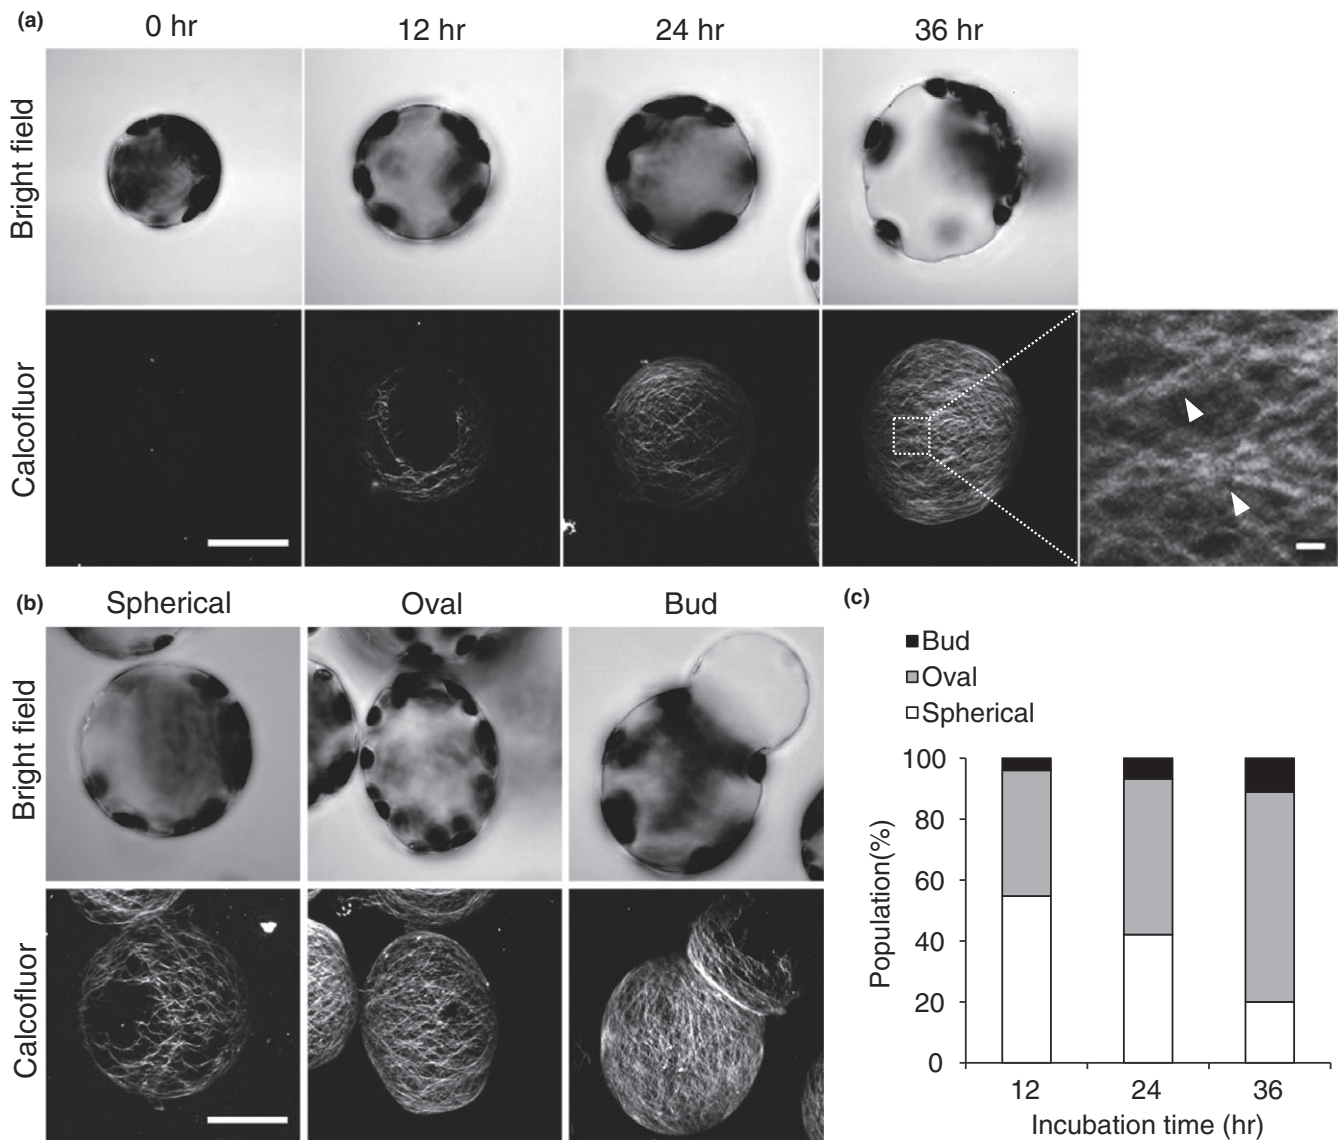 (a)
0 hr 12 hr 24 hr 36 hr
Bright field
Calcofluor
(b)
Spherical Oval Bud
Bright field
Calcofluor
(c)
Bud
Oval
Spherical
Population(%)
100
80
60
40
20
0
12 24 36
Incubation time (hr)